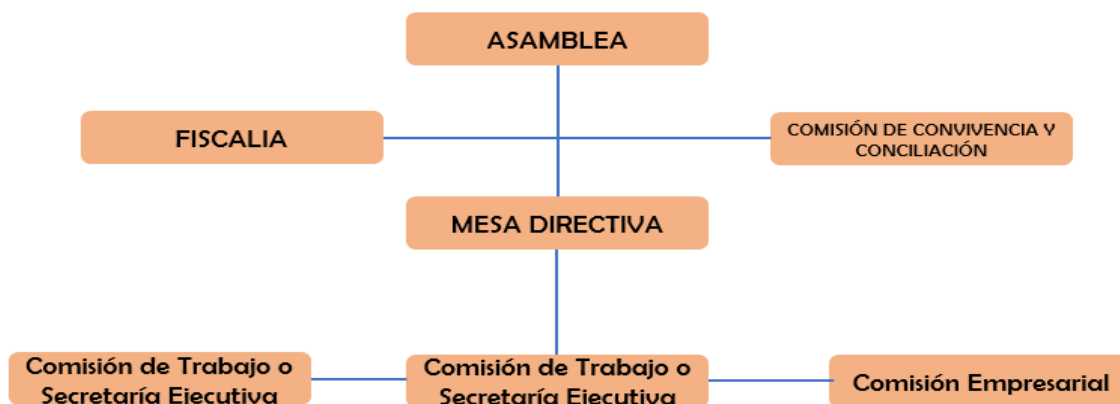 ASAMBLEA
FISCALIA
COMISIÓN DE CONVIVENCIA Y
CONCILIACIÓN
MESA DIRECTIVA
Comisión de Trabajo o
Secretaría Ejecutiva
Comisión de Trabajo o
Secretaría Ejecutiva
Comisión Empresarial